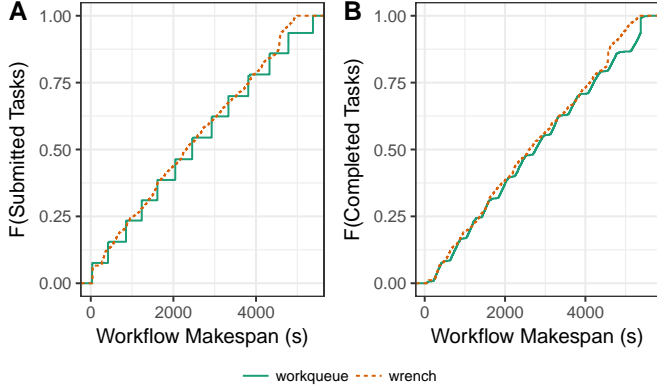 A
B
F(Submitted Tasks)
1.00
0.75
0.50
0.25
0.00
0
2000
4000
Workflow Makespan (s)
F(Completed Tasks)
1.00
0.75
0.50
0.25
0.00
0
2000
4000
Workflow Makespan (s)
workqueue
wrench